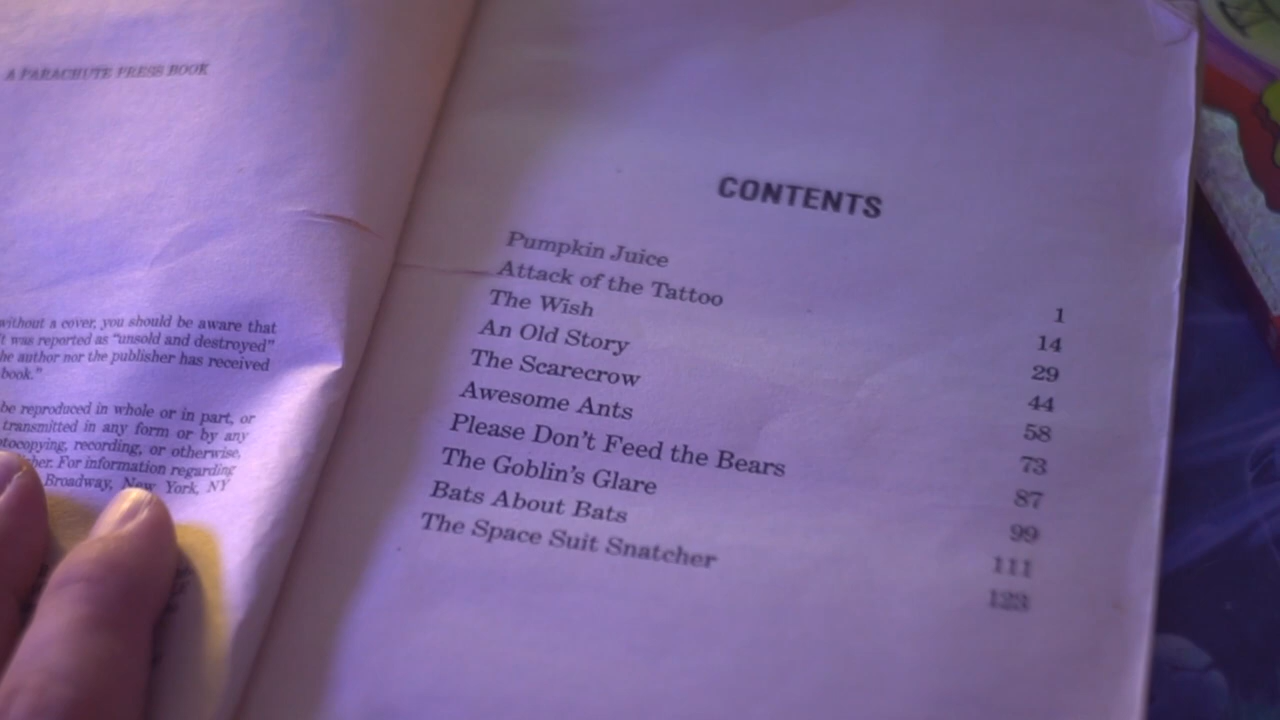 A PARACHUTE PRESS BOOK
without a cover, you should be aware that
it was reported as "unsold and destroyed"
he author nor the publisher has received
book."
be reproduced in whole or in part, or
transmitted in any form or by any
otocopying, recording, or otherwise,
For information regarding
Broadway, New York, NY
CONTENTS
Pumpkin Juice 1
Attack of the Tattoo 14
The Wish 29
An Old Story 44
The Scarecrow 58
Awesome Ants 73
Please Don't Feed the Bears 87
The Goblin's Glare 99
Bats About Bats 111
The Space Suit Snatcher 123